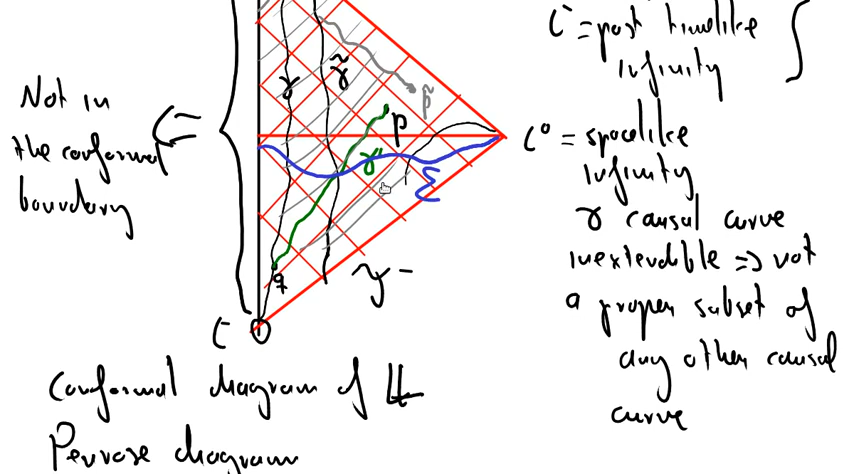 Not in
the conformal
boundary
γ
γ̃
p̃
p
γ'
Σ
q
i⁻
𝒥⁻
i⁻ = past timelike
infinity
i⁰ = spacelike
infinity
γ causal curve
inextendible => not
a proper subset of
any other causal
curve
Conformal diagram of
Penrose diagram